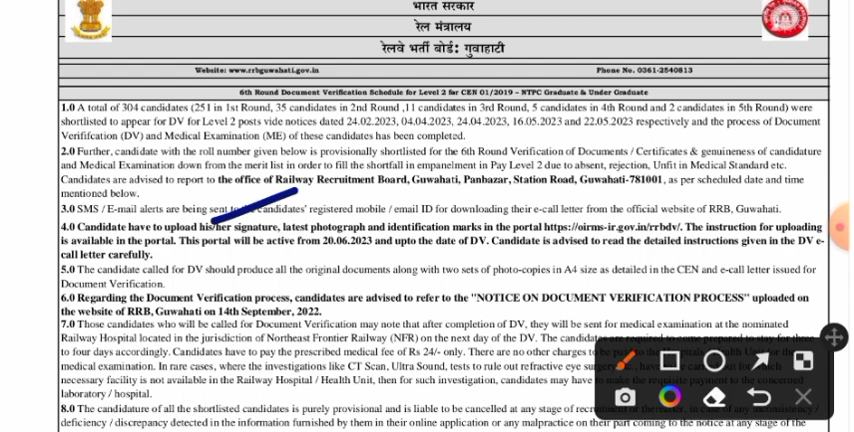 भारत सरकार
रेल मंत्रालय
रेलवे भर्ती बोर्ड: गुवाहाटी
Website: www.rrbguwahati.gov.in Phone No. 0361-2540813
6th Round Document Verification Schedule for Level 2 for CEN 01/2019 – NTPC Graduate & Under Graduate
1.0 A total of 304 candidates (251 in 1st Round, 35 candidates in 2nd Round ,11 candidates in 3rd Round, 5 candidates in 4th Round and 2 candidates in 5th Round) were
shortlisted to appear for DV for Level 2 posts vide notices dated 24.02.2023, 04.04.2023, 24.04.2023, 16.05.2023 and 22.05.2023 respectively and the process of Document
Verififcation (DV) and Medical Examination (ME) of these candidates has been completed.
2.0 Further, candidate with the roll number given below is provisionally shortlisted for the 6th Round Verification of Documents / Certificates & genuineness of candidature
and Medical Examination down from the merit list in order to fill the shortfall in empanelment in Pay Level 2 due to absent, rejection, Unfit in Medical Standard etc.
Candidates are advised to report to the office of Railway Recruitment Board, Guwahati, Panbazar, Station Road, Guwahati-781001, as per scheduled date and time
mentioned below.
3.0 SMS / E-mail alerts are being sent to candidates' registered mobile / email ID for downloading their e-call letter from the official website of RRB, Guwahati.
4.0 Candidate have to upload his/her signature, latest photograph and identification marks in the portal https://oirms-ir.gov.in/rrbdv/. The instruction for uploading
is available in the portal. This portal will be active from 20.06.2023 and upto the date of DV. Candidate is advised to read the detailed instructions given in the DV e-
call letter carefully.
5.0 The candidate called for DV should produce all the original documents along with two sets of photo-copies in A4 size as detailed in the CEN and e-call letter issued for
Document Verification.
6.0 Regarding the Document Verification process, candidates are advised to refer to the "NOTICE ON DOCUMENT VERIFICATION PROCESS" uploaded on
the website of RRB, Guwahati on 14th September, 2022.
7.0 Those candidates who will be called for Document Verification may note that after completion of DV, they will be sent for medical examination at the nominated
Railway Hospital located in the jurisdiction of Northeast Frontier Railway (NFR) on the next day of the DV. The candidates are required to come prepared to stay for three
to four days accordingly. Candidates have to pay the prescribed medical fee of Rs 24/- only. There are no other charges to be
medical examination. In rare cases, where the investigations like CT Scan, Ultra Sound, tests to rule out refractive eye
necessary facility is not available in the Railway Hospital / Health Unit, then for such investigation, candidates may have to make the requisite payment to the concerned
laboratory / hospital.
8.0 The candidature of all the shortlisted candidates is purely provisional and is liable to be cancelled at any stage of
deficiency / discrepancy detected in the information furnished by them in their online application or any malpractice on their part coming to the notice at any stage of the